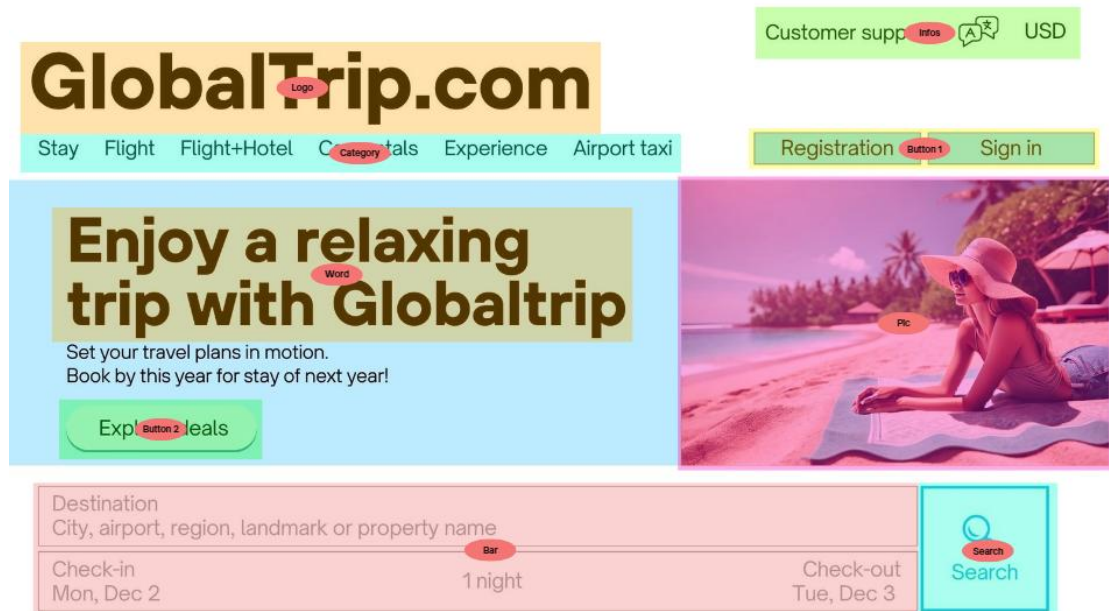 Customer supp Infos USD
GlobalTrip.com
Logo
Stay Flight Flight+Hotel Category tals Experience Airport taxi
Registration Button 1 Sign in
Enjoy a relaxing
Word
trip with Globaltrip
Pic
Set your travel plans in motion.
Book by this year for stay of next year!
Button 2 deals
Destination
City, airport, region, landmark or property name
Bar
Search
Check-in 1 night Check-out Search
Mon, Dec 2 Tue, Dec 3